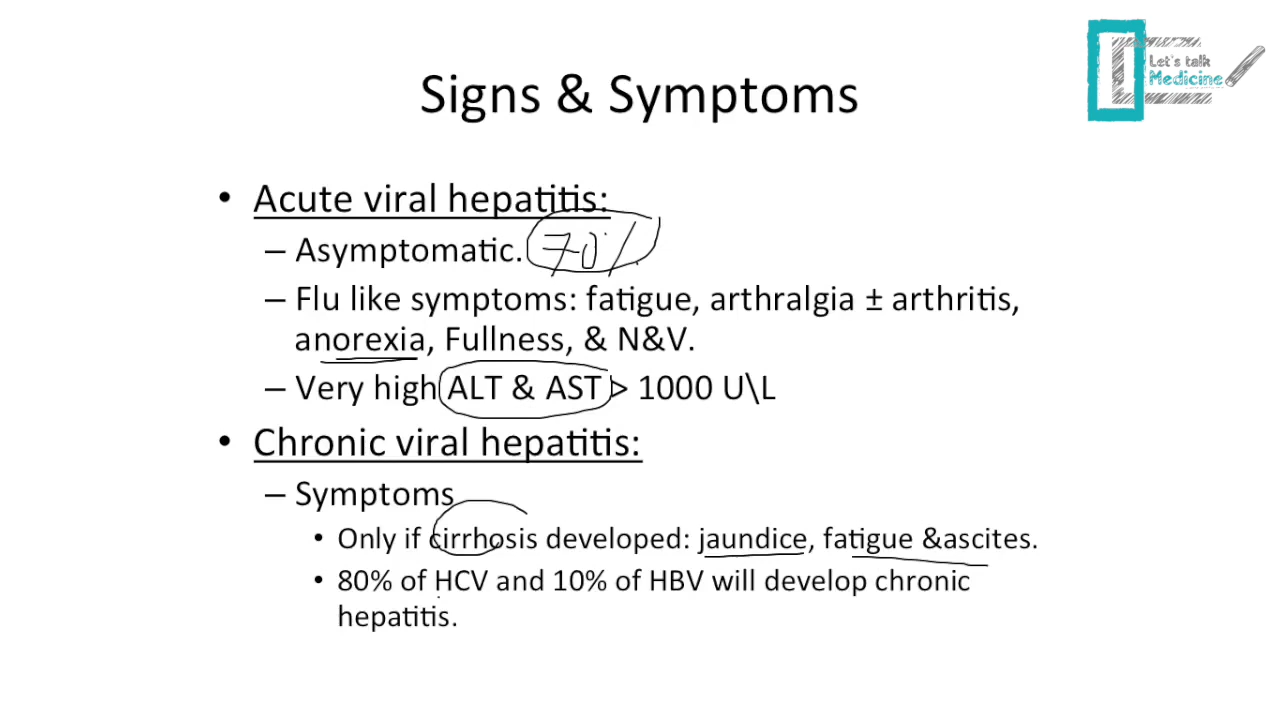 Let's talk
Medicine
Signs & Symptoms
• Acute viral hepatitis:
– Asymptomatic. 70%
– Flu like symptoms: fatigue, arthralgia ± arthritis,
anorexia, Fullness, & N&V.
– Very high ALT & AST > 1000 U\L
• Chronic viral hepatitis:
– Symptoms
• Only if cirrhosis developed: jaundice, fatigue &ascites.
• 80% of HCV and 10% of HBV will develop chronic
hepatitis.